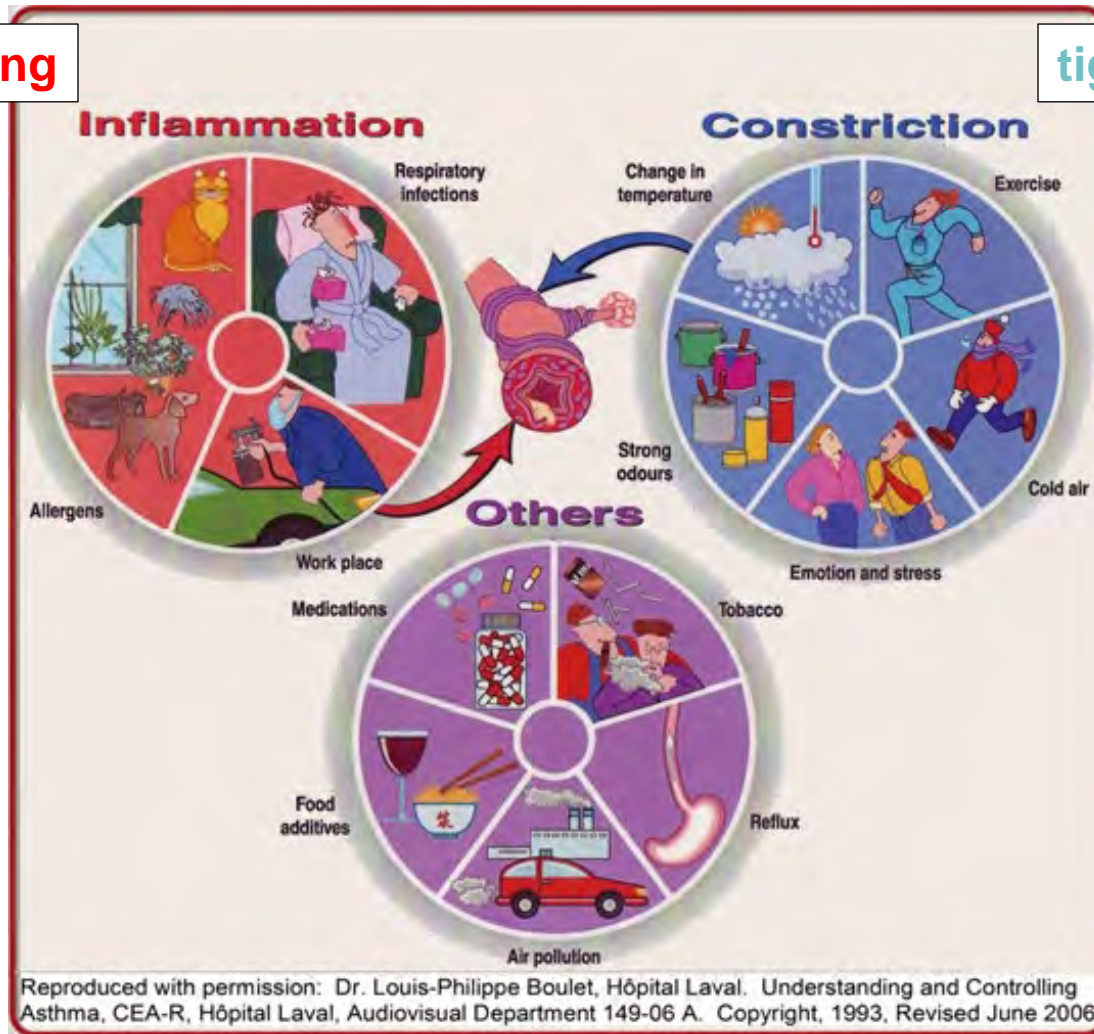 ng
tig
Inflammation
Constriction
Respiratory
infections
Change in
temperature
Exercise
Strong
odours
Cold air
Allergens
Others
Work place
Emotion and stress
Medications
Tobacco
Food
additives
Reflux
Air pollution
Reproduced with permission: Dr. Louis-Philippe Boulet, Hôpital Laval. Understanding and Controlling
Asthma, CEA-R, Hôpital Laval, Audiovisual Department 149-06 A. Copyright, 1993, Revised June 2006